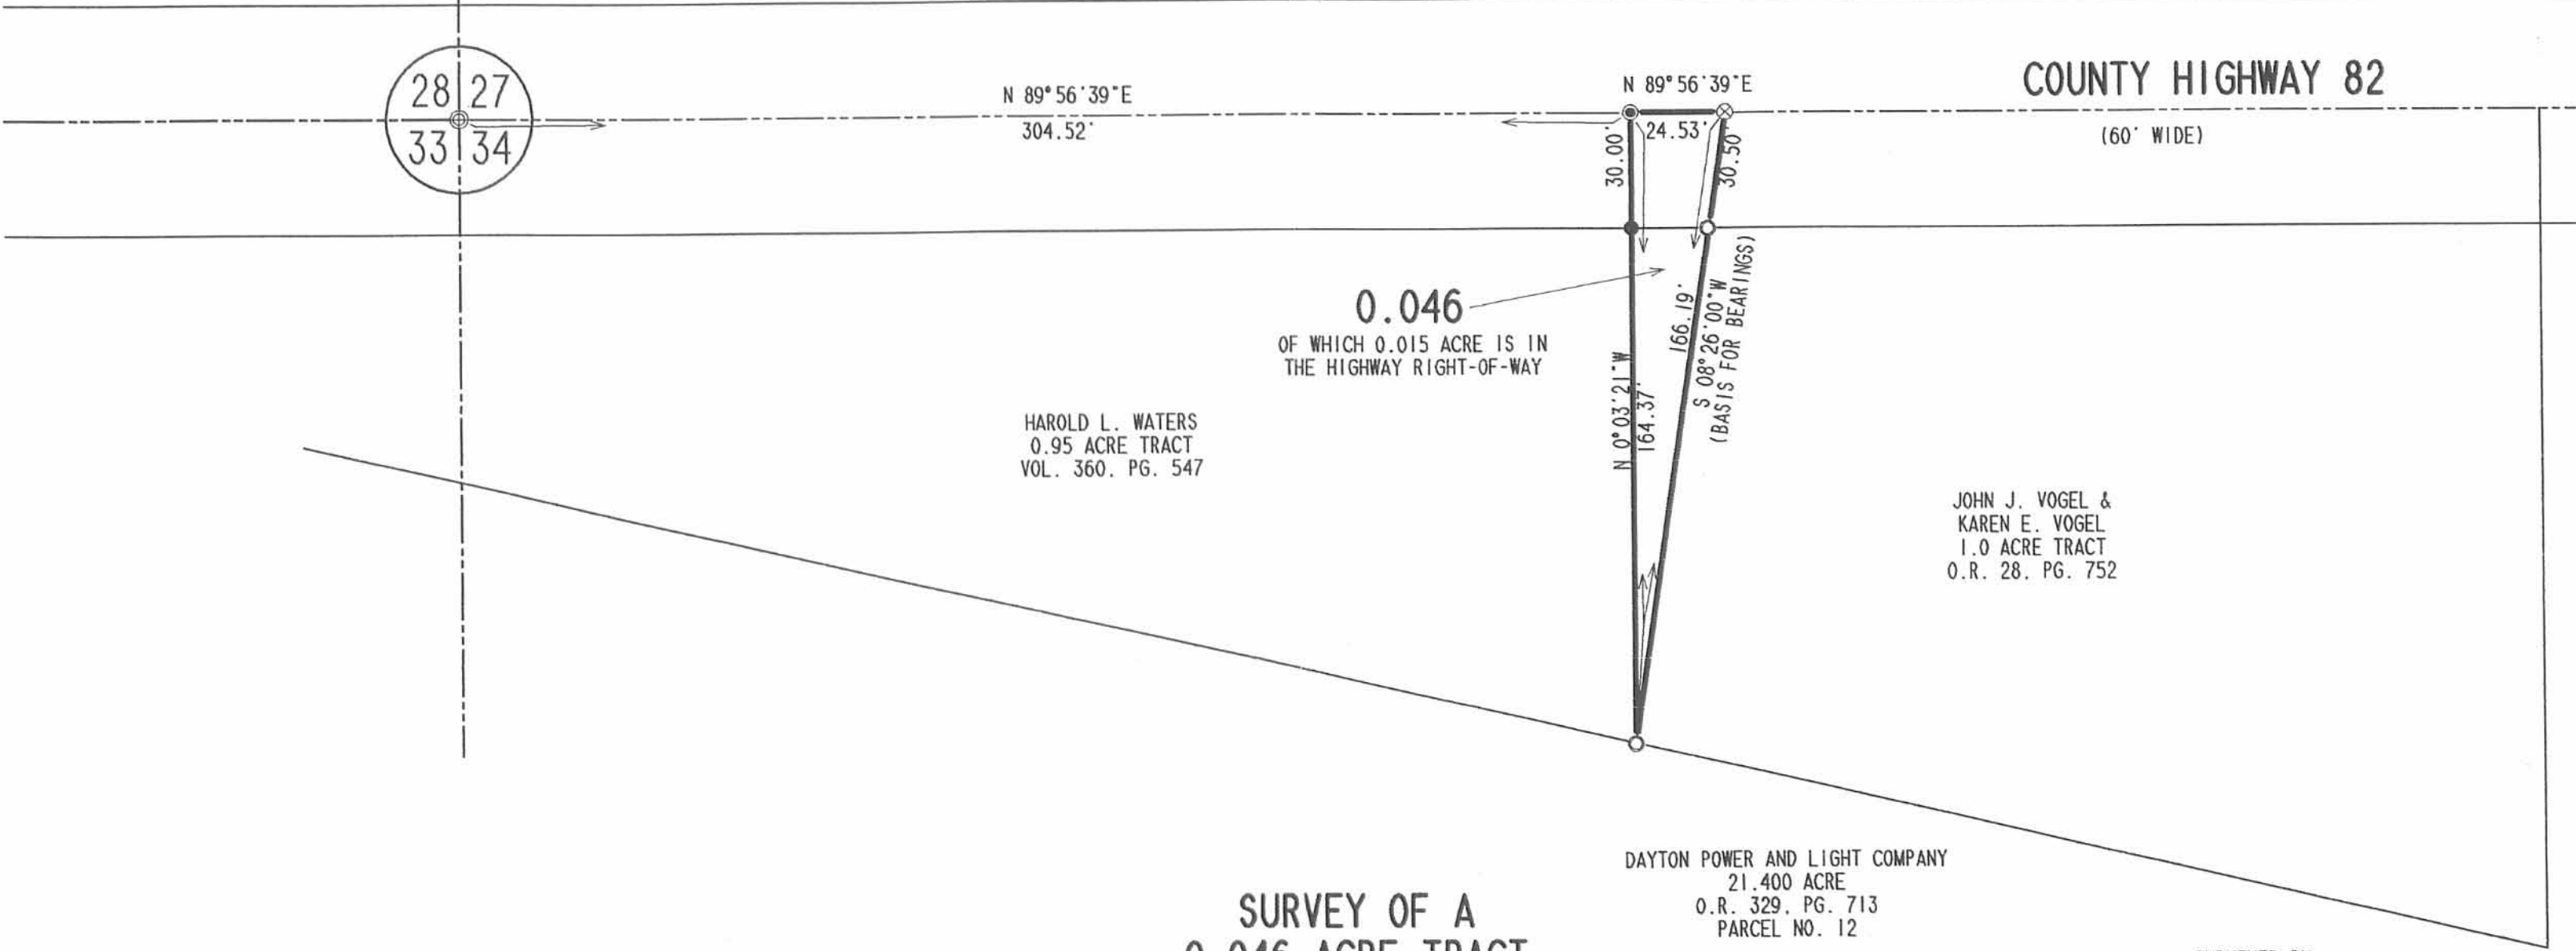 28 27
33 34
N 89°56'39"E
304.52'
N 89°56'39"E
24.53'
COUNTY HIGHWAY 82
(60' WIDE)
30.00'
30.50'
0.046
OF WHICH 0.015 ACRE IS IN
THE HIGHWAY RIGHT-OF-WAY
N 0°03'21"W
164.37'
166.19'
S 08°26'00"W
(BASIS FOR BEARINGS)
HAROLD L. WATERS
0.95 ACRE TRACT
VOL. 360. PG. 547
JOHN J. VOGEL &
KAREN E. VOGEL
1.0 ACRE TRACT
O.R. 28. PG. 752
DAYTON POWER AND LIGHT COMPANY
21.400 ACRE
O.R. 329. PG. 713
PARCEL NO. 12
SURVEY OF A
0.046 ACRE TRACT